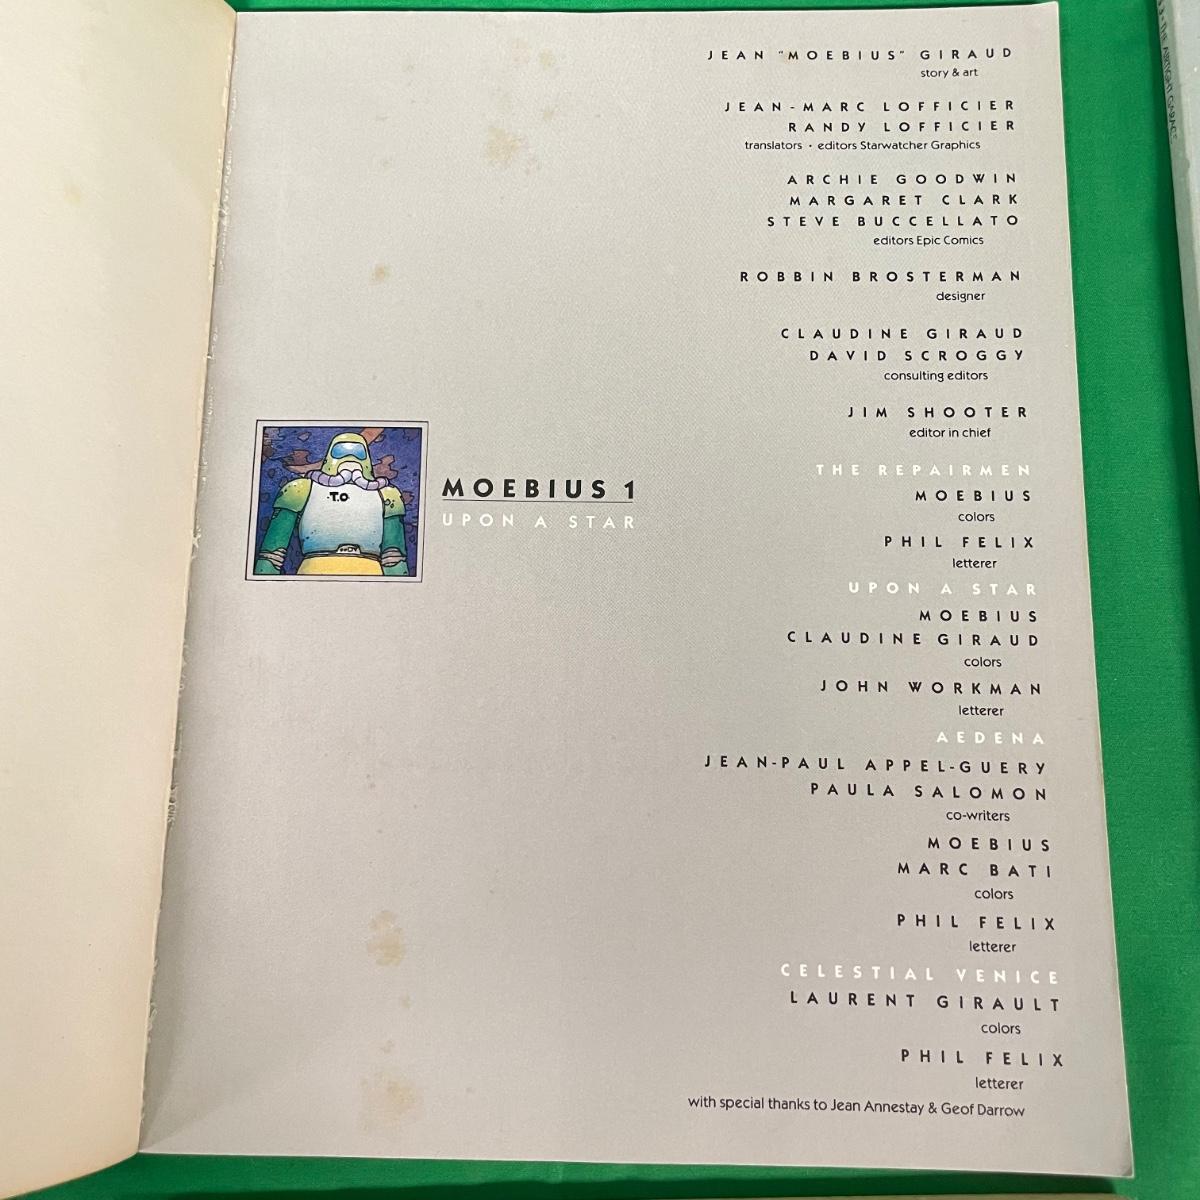 JEAN "MOEBIUS" GIRAUD
story & art
JEAN-MARC LOFFICIER
RANDY LOFFICIER
translators • editors Starwatcher Graphics
ARCHIE GOODWIN
MARGARET CLARK
STEVE BUCCELLATO
editors Epic Comics
ROBBIN BROSTERMAN
designer
CLAUDINE GIRAUD
DAVID SCROGGY
consulting editors
JIM SHOOTER
editor in chief
THE REPAIRMEN
MOEBIUS
colors
PHIL FELIX
letterer
UPON A STAR
MOEBIUS
CLAUDINE GIRAUD
colors
JOHN WORKMAN
letterer
AEDENA
JEAN-PAUL APPEL-GUERY
PAULA SALOMON
co-writers
MOEBIUS
MARC BATI
colors
PHIL FELIX
letterer
CELESTIAL VENICE
LAURENT GIRAULT
colors
PHIL FELIX
letterer
with special thanks to Jean Annestay & Geof Darrow
MOEBIUS 1
UPON A STAR
·T.O
3 • THE AIRTIGHT GARAGE